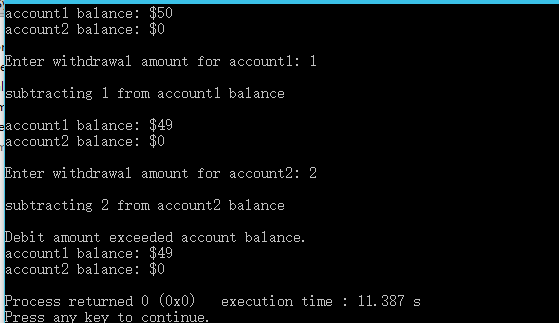 account1 balance: $50
account2 balance: $0
Enter withdrawal amount for account1: 1
subtracting 1 from account1 balance
account1 balance: $49
account2 balance: $0
Enter withdrawal amount for account2: 2
subtracting 2 from account2 balance
Debit amount exceeded account balance.
account1 balance: $49
account2 balance: $0
Process returned 0 (0x0)   execution time : 11.387 s
Press any key to continue.